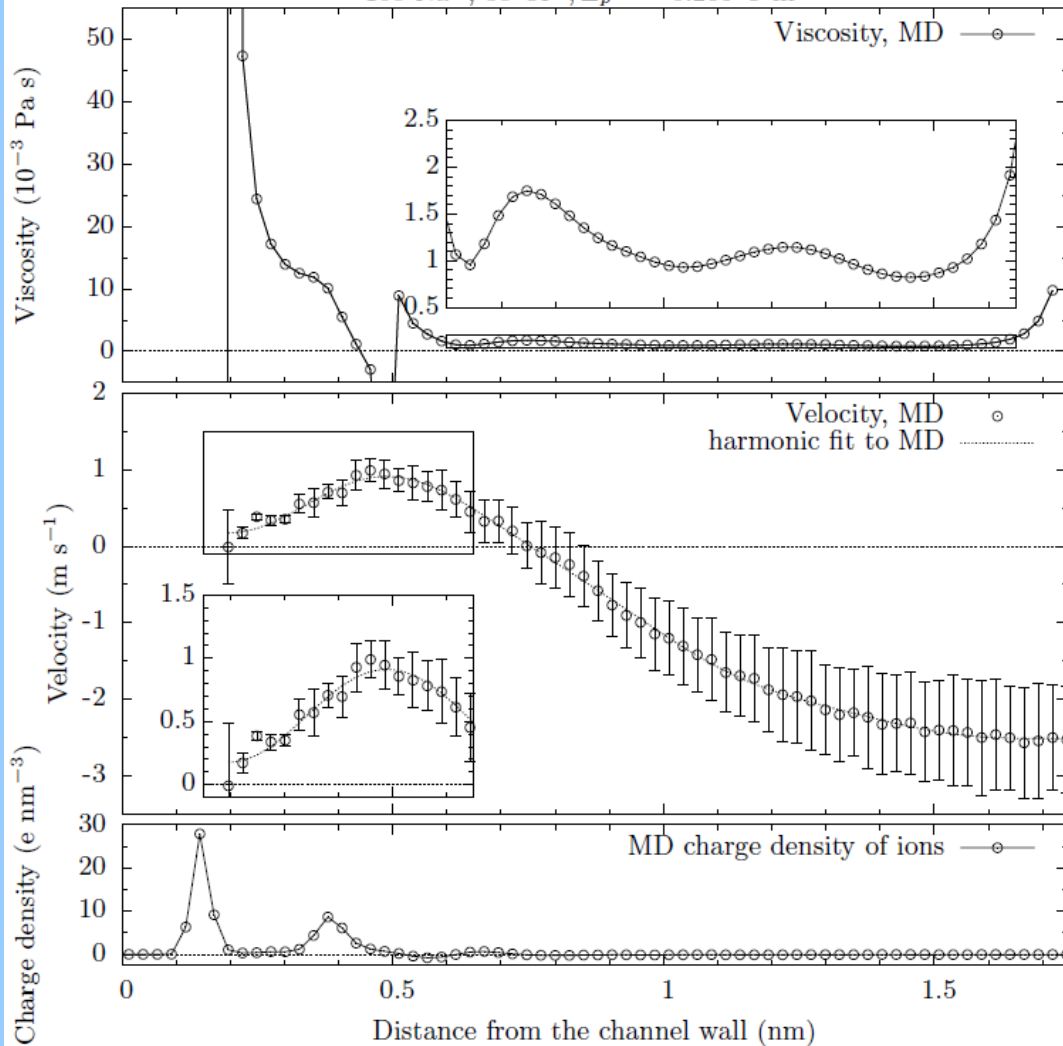 Viscosity, MD
Viscosity (10−3 Pa s)
50
40
30
20
10
0
2.5
2
1.5
1
0.5
Velocity, MD
harmonic fit to MD
Velocity (m s−1)
2
1
0
-1
-2
-3
1.5
1
0.5
0
MD charge density of ions
Charge density (e nm−3)
30
20
10
0
0 0.5 1 1.5
Distance from the channel wall (nm)